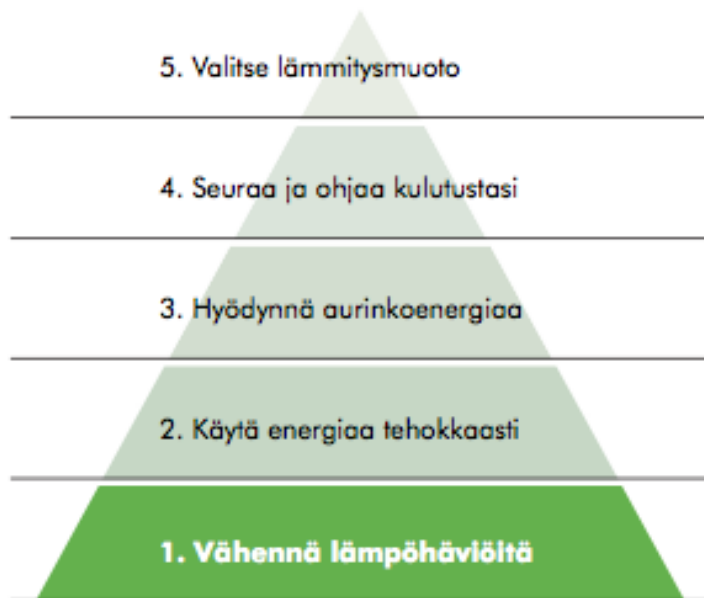 5. Valitse lämmitysmuoto
4. Seuraa ja ohjaa kulutustasi
3. Hyödynnä aurinkoenergiaa
2. Käytä energiaa tehokkaasti
1. Vähennä lämpöhäviöitä